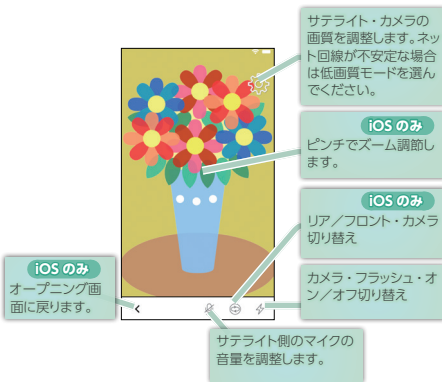 サテライト・カメラの
画質を調整します。ネッ
ト回線が不安定な場合
は低画質モードを選ん
でください。
iOS のみ
ピンチでズーム調節し
ます。
iOS のみ
リア／フロント・カメラ
切り替え
カメラ・フラッシュ・オ
ン／オフ切り替え
iOS のみ
オープニング画
面に戻ります。
サテライト側のマイクの
音量を調整します。